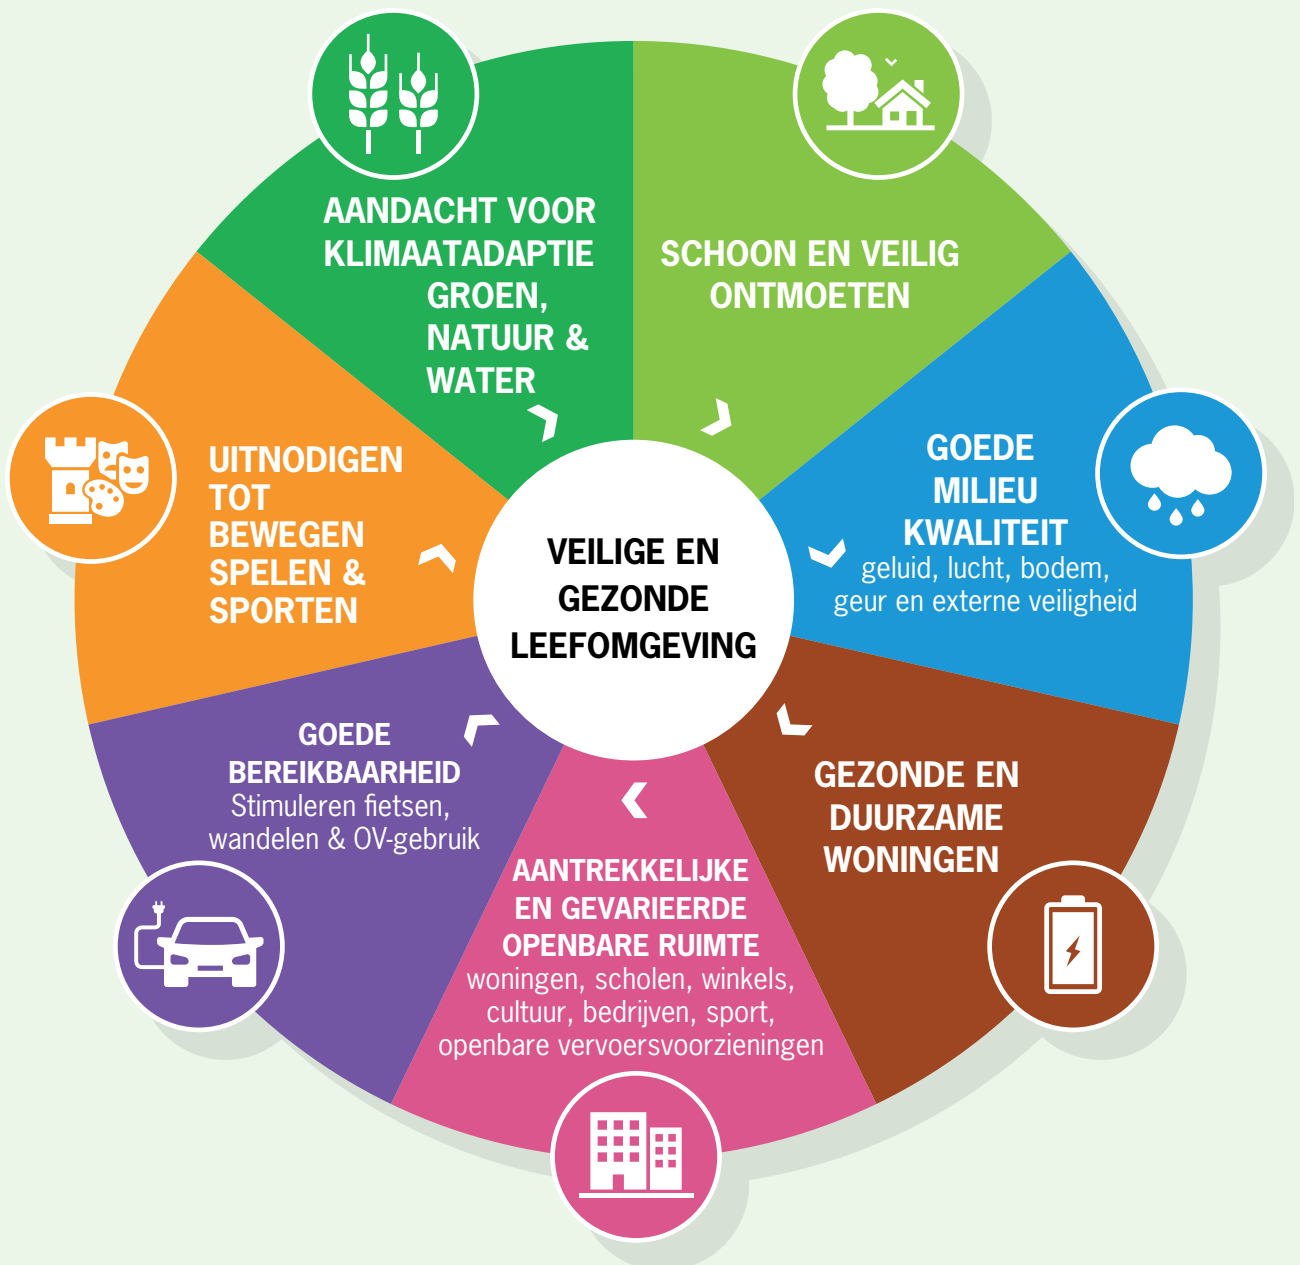 AANDACHT VOOR
KLIMAATADAPTIE
GROEN,
NATUUR &
WATER
SCHOON EN VEILIG
ONTMOETEN
GOEDE
MILIEU
KWALITEIT
geluid, lucht, bodem,
geur en externe veiligheid
GEZONDE EN
DUURZAME
WONINGEN
AANTREKKELIJKE
EN GEVARIEERDE
OPENBARE RUIMTE
woningen, scholen, winkels,
cultuur, bedrijven, sport,
openbare vervoersvoorzieningen
GOEDE
BEREIKBAARHEID
Stimuleren fietsen,
wandelen & OV-gebruik
UITNODIGEN
TOT
BEWEGEN
SPELEN &
SPORTEN
VEILIGE EN
GEZONDE
LEEFOMGEVING